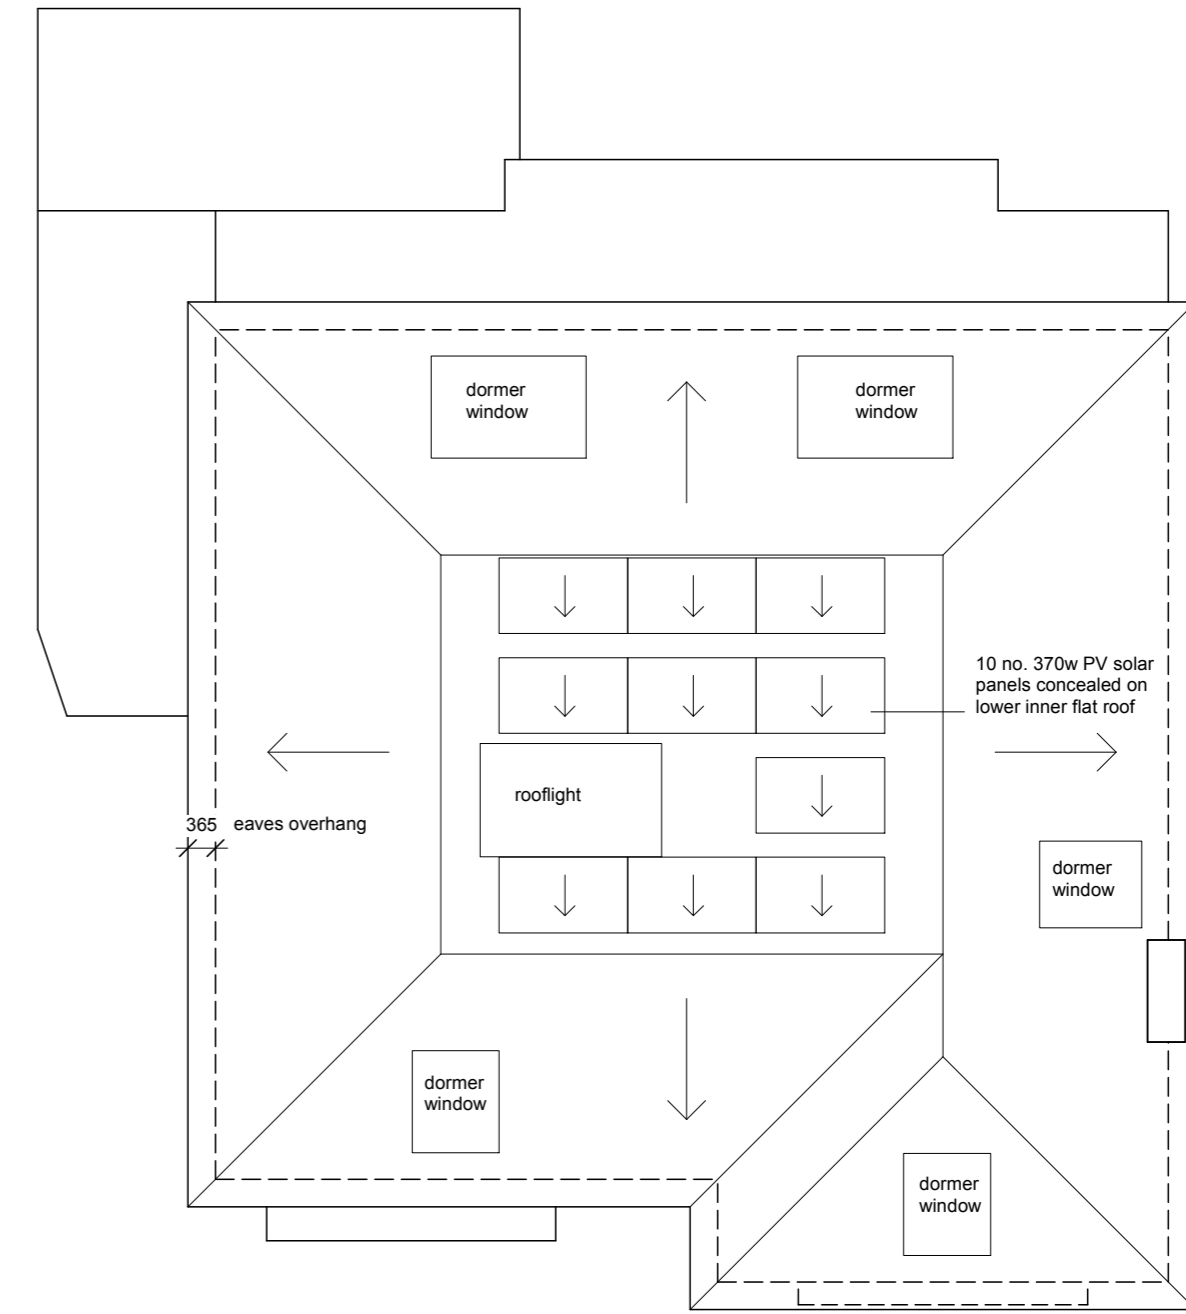 dormer
window
dormer
window
10 no. 370w PV solar
panels concealed on
lower inner flat roof
rooflight
365 eaves overhang
dormer
window
dormer
window
dormer
window